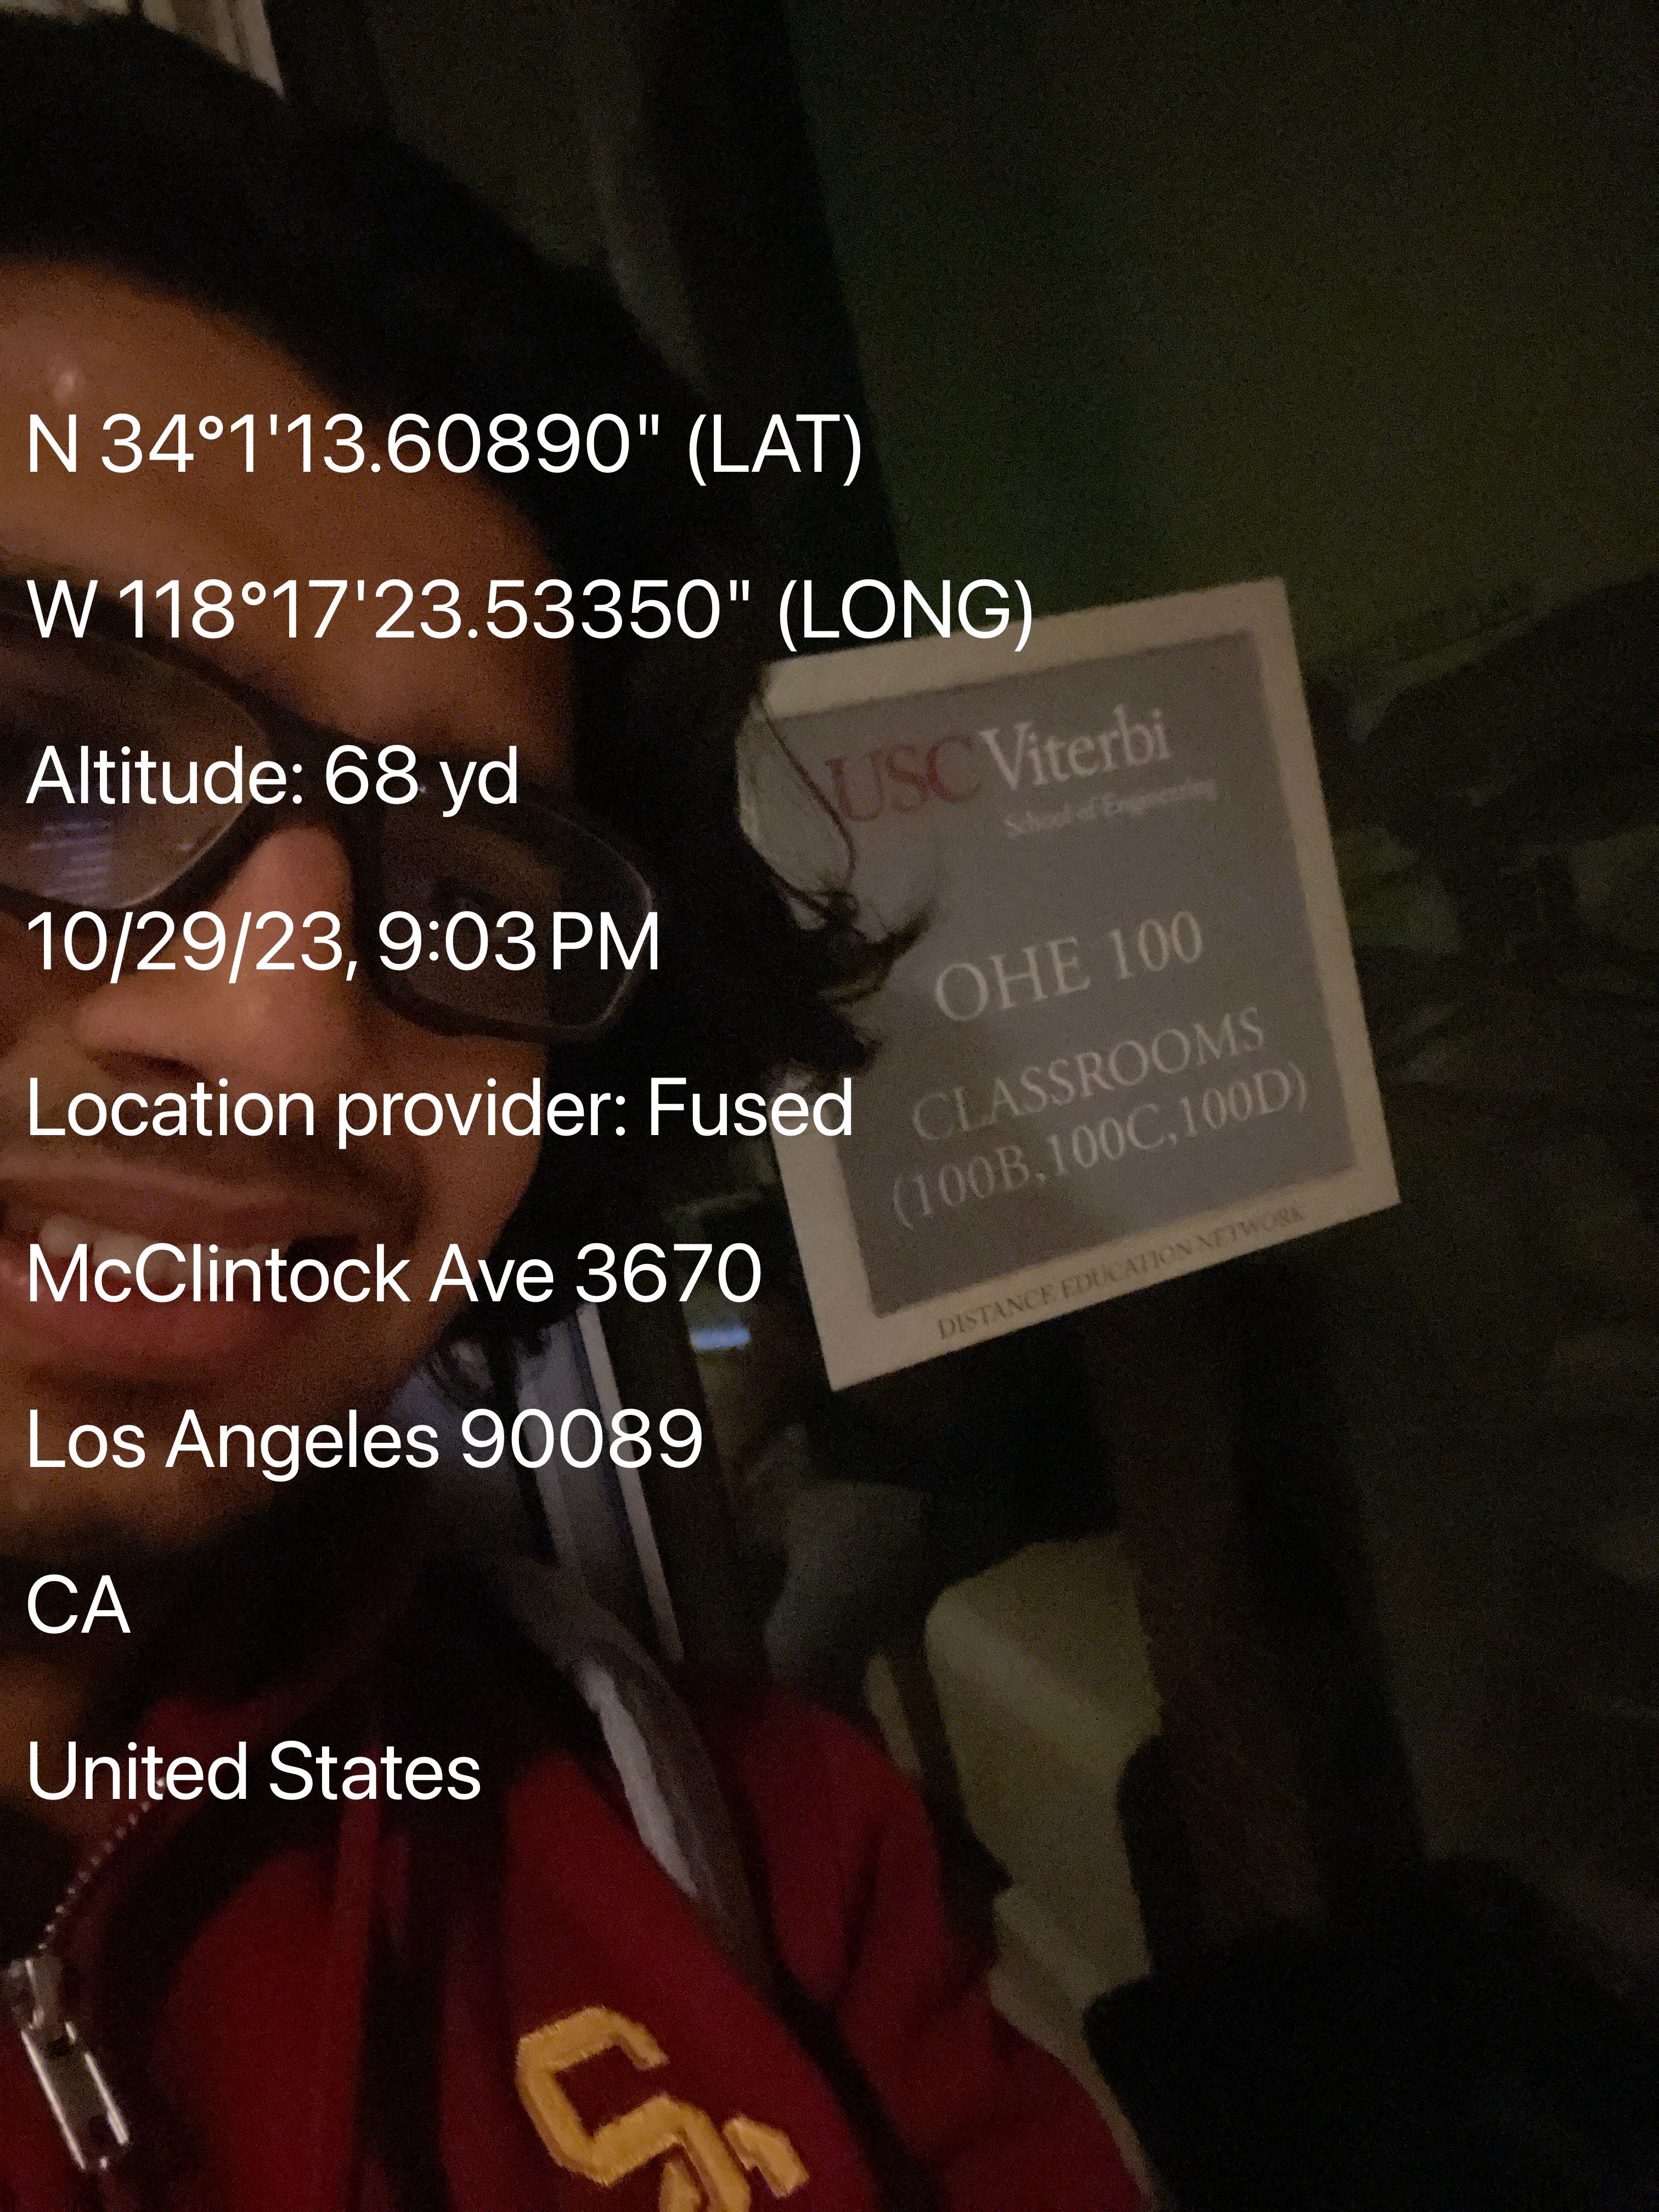 N 34°1'13.60890" (LAT)
W 118°17'23.53350" (LONG)
Altitude: 68 yd
10/29/23, 9:03 PM
Location provider: Fused
McClintock Ave 3670
Los Angeles 90089
CA
United States
USC Viterbi
School of Engineering
OHE 100
CLASSROOMS
(100B,100C,100D)
DISTANCE EDUCATION NETWORK
SC